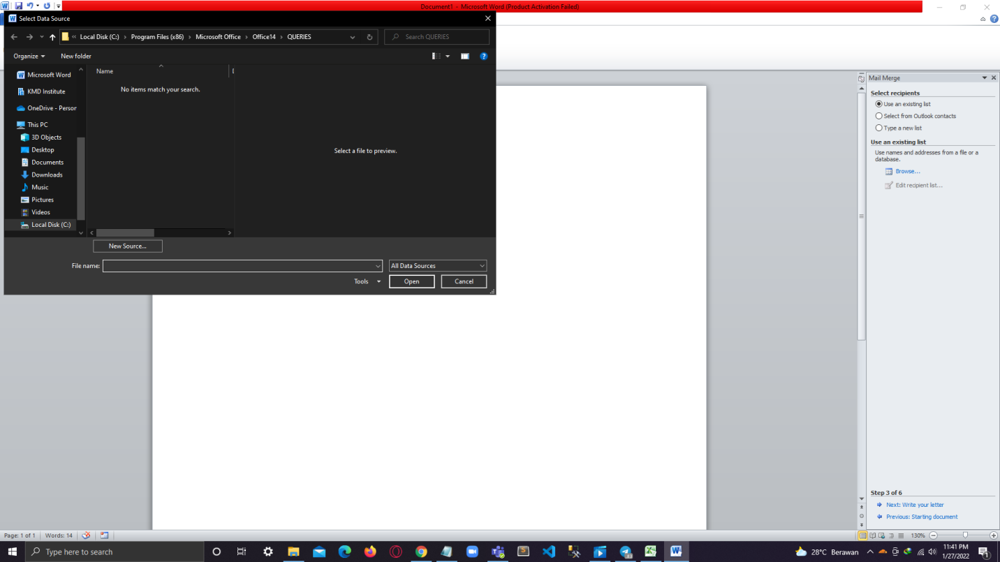 Document1 - Microsoft Word (Product Activation Failed)
Select Data Source
Local Disk (C:) › Program Files (x86) › Microsoft Office › Office14 › QUERIES
Search QUERIES
Organize
New folder
Name
Microsoft Word
KMD Institute
OneDrive - Person
This PC
3D Objects
Desktop
Documents
Downloads
Music
Pictures
Videos
Local Disk (C:)
No items match your search.
Select a file to preview.
New Source...
File name:
All Data Sources
Tools
Open
Cancel
Mail Merge
Select recipients
Use an existing list
Select from Outlook contacts
Type a new list
Use an existing list
Use names and addresses from a file or a
database.
Browse...
Edit recipient list...
Step 3 of 6
Next: Write your letter
Previous: Starting document
Page: 1 of 1
Words: 14
130%
Type here to search
28°C Berawan
11:41 PM
1/27/2022
1